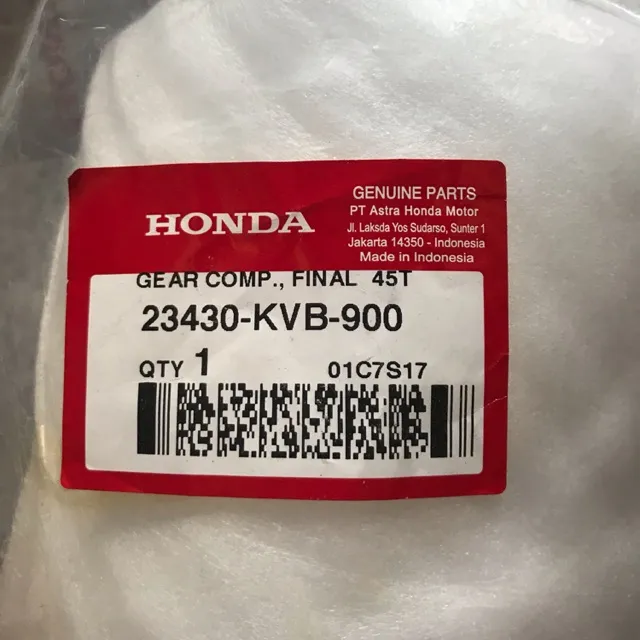 HONDA
GENUINE PARTS
PT Astra Honda Motor
Jl. Laksda Yos Sudarso, Sunter 1
Jakarta 14350 - Indonesia
Made in Indonesia
GEAR COMP., FINAL 45T
23430-KVB-900
QTY 1 01C7S17